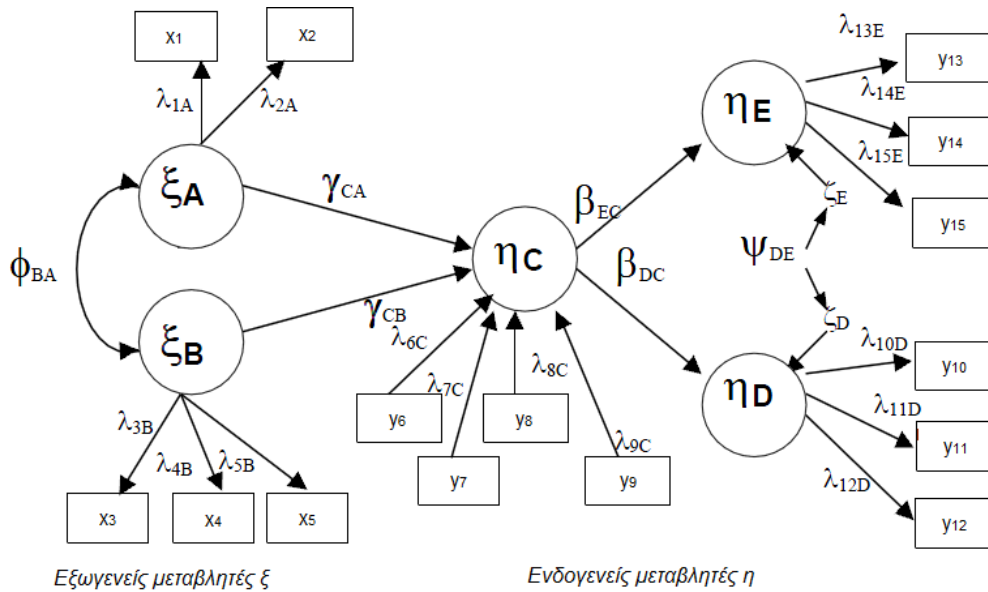 x1
x2
λ1A
λ2A
ξA
γCA
ϕBA
ξB
γCB
λ3B
λ4B
λ5B
x3
x4
x5
ηC
λ6C
λ7C
λ8C
λ9C
y6
y7
y8
y9
βEC
βDC
ηE
λ13E
λ14E
λ15E
y13
y14
y15
ζE
ψDE
ζD
ηD
λ10D
λ11D
λ12D
y10
y11
y12
Εξωγενείς μεταβλητές ξ
Ενδογενείς μεταβλητές η